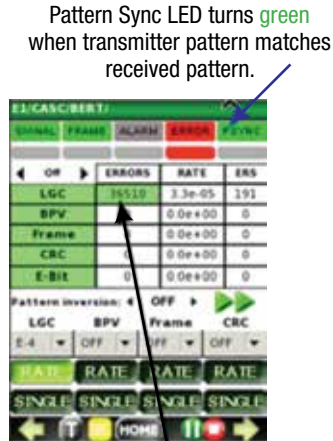 Pattern Sync LED turns green
when transmitter pattern matches
received pattern.
E1/CASC/BERT/
SIGNAL FRAME ALARM ERROR PSYNC
Off ERRORS RATE ERS
LGC 36510 3.3e-05 191
BPV 0 0.0e+00 0
Frame 0 0.0e+00 0
CRC 0 0.0e+00 0
E-Bit 0.0e+00 0
Pattern inversion: OFF
LGC BPV Frame CRC
E-4 OFF OFF OFF
RATE RATE RATE RATE
SINGLE SINGLE SINGLE SINGLE
T HOME